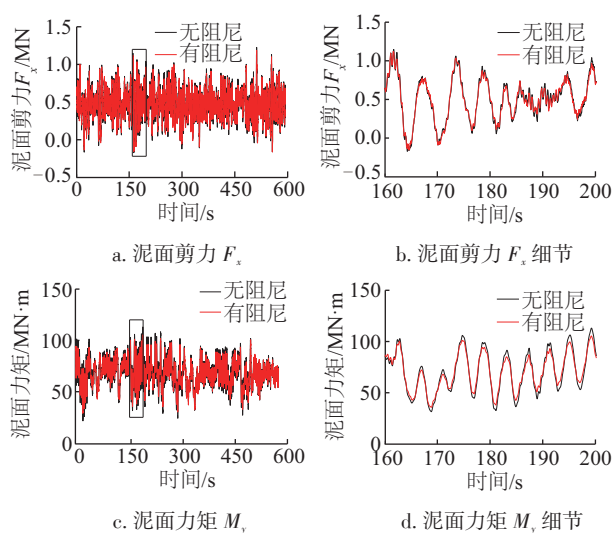 泥面剪力Fx/MN
1.5
1.0
0.5
0.0
−0.5
无阻尼
有阻尼
0 150 300 450 600
时间/s
a. 泥面剪力 Fx
泥面剪力Fx/MN
1.5
1.0
0.5
0.0
−0.5
无阻尼
有阻尼
160 170 180 190 200
时间/s
b. 泥面剪力 Fx 细节
泥面力矩/MN·m
150
100
50
0
无阻尼
有阻尼
0 150 300 450 600
时间/s
c. 泥面力矩 My
泥面力矩/MN·m
150
100
50
0
无阻尼
有阻尼
160 170 180 190 200
时间/s
d. 泥面力矩 My 细节